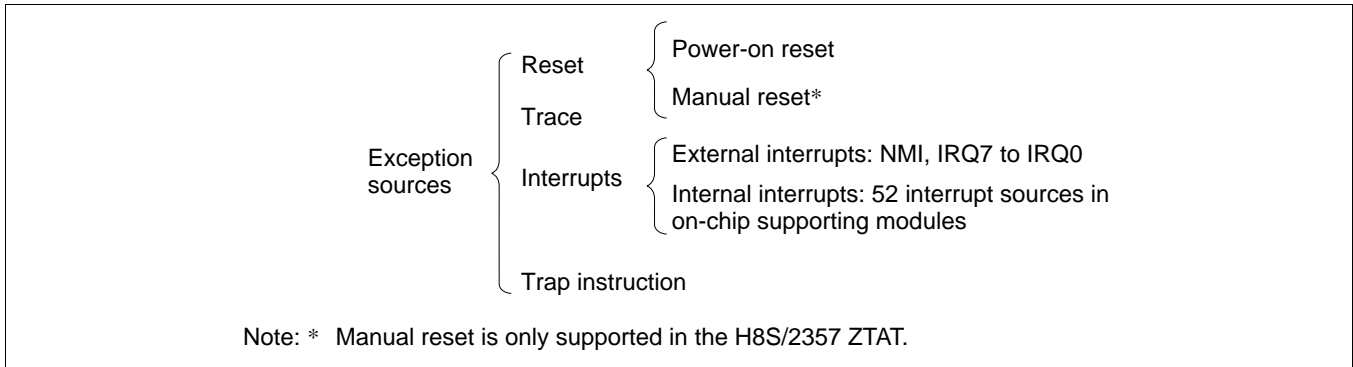 Power-on reset
Reset
Manual reset*
Trace
External interrupts: NMI, IRQ7 to IRQ0
Exception
sources
Interrupts
Internal interrupts: 52 interrupt sources in
on-chip supporting modules
Trap instruction
Note: * Manual reset is only supported in the H8S/2357 ZTAT.